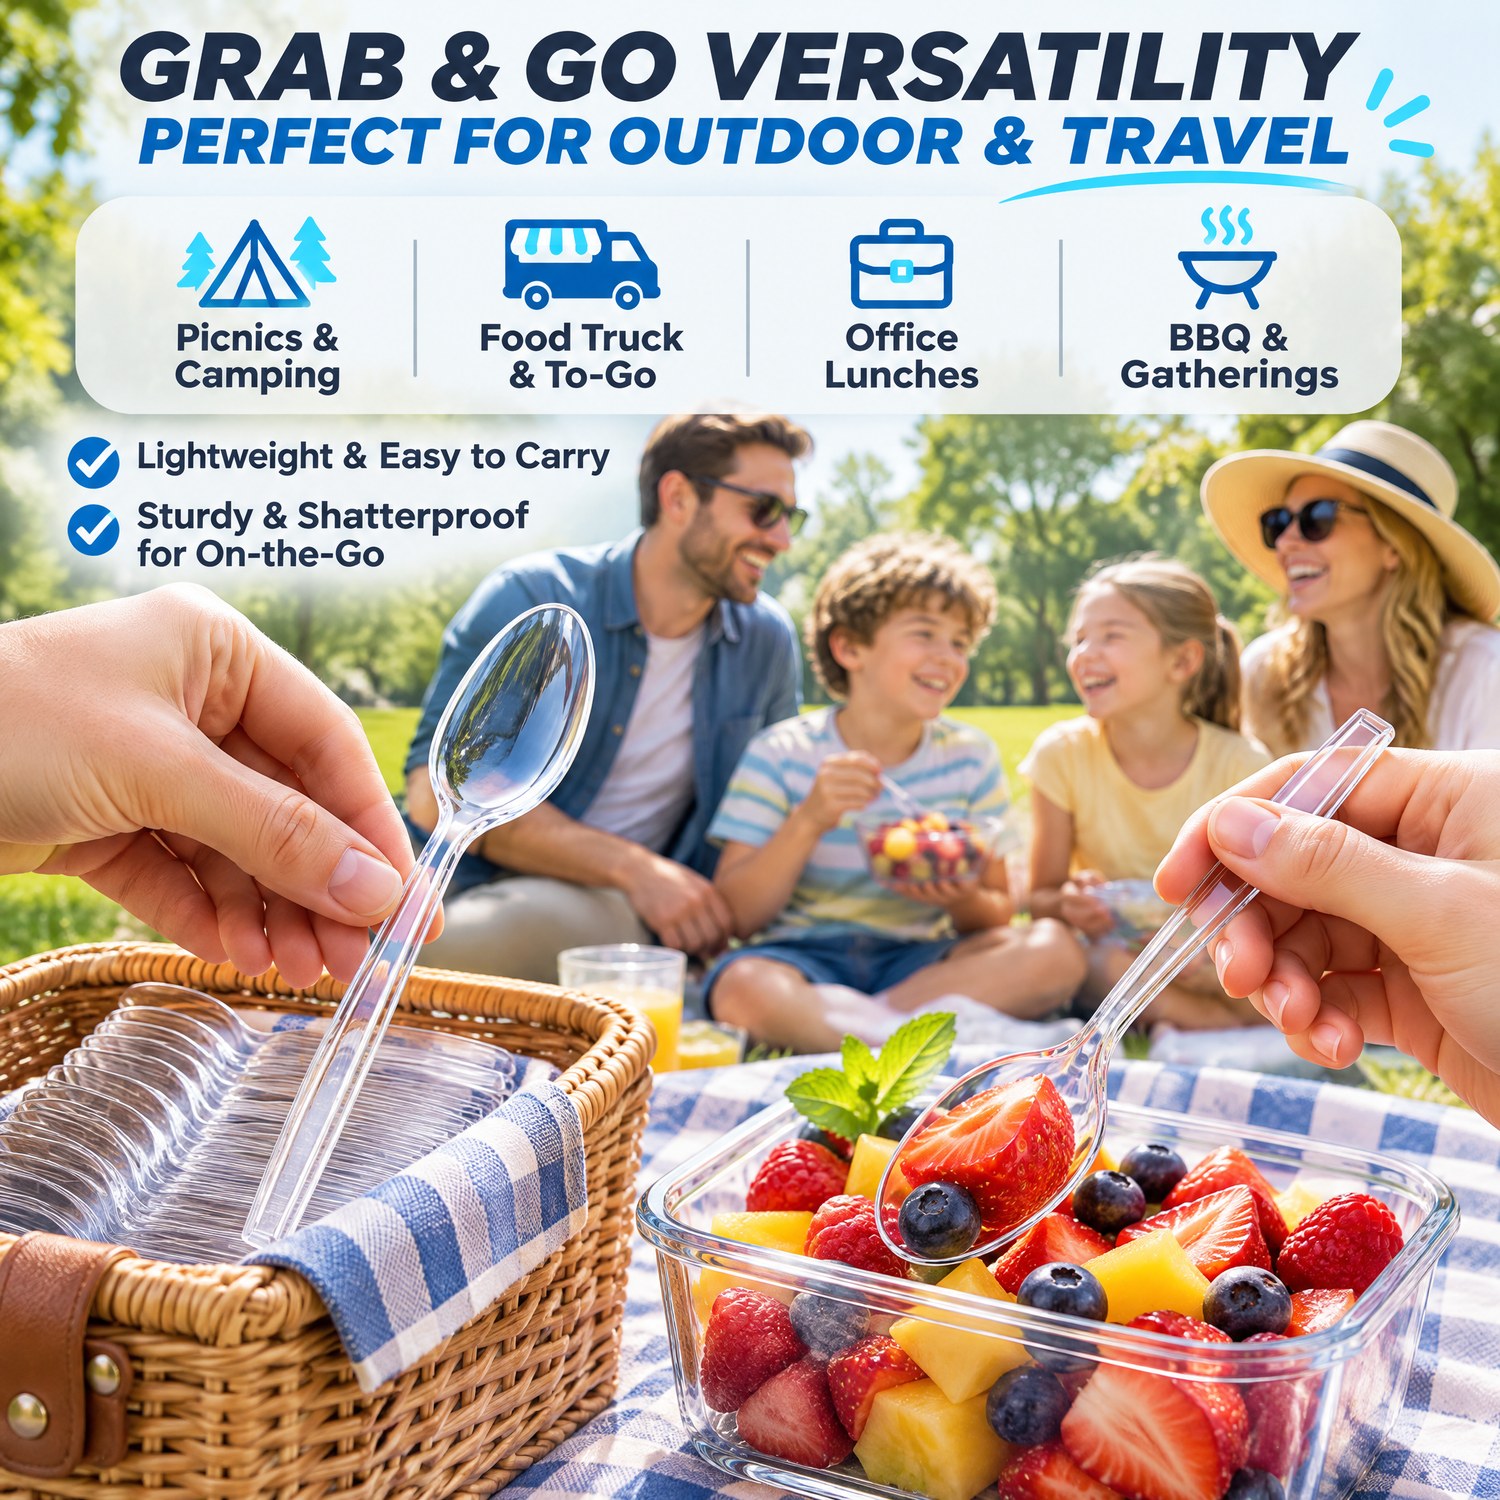 GRAB & GO VERSATILITY
PERFECT FOR OUTDOOR & TRAVEL
Picnics &
Camping
Food Truck
& To-Go
Office
Lunches
BBQ &
Gatherings
Lightweight & Easy to Carry
Sturdy & Shatterproof
for On-the-Go